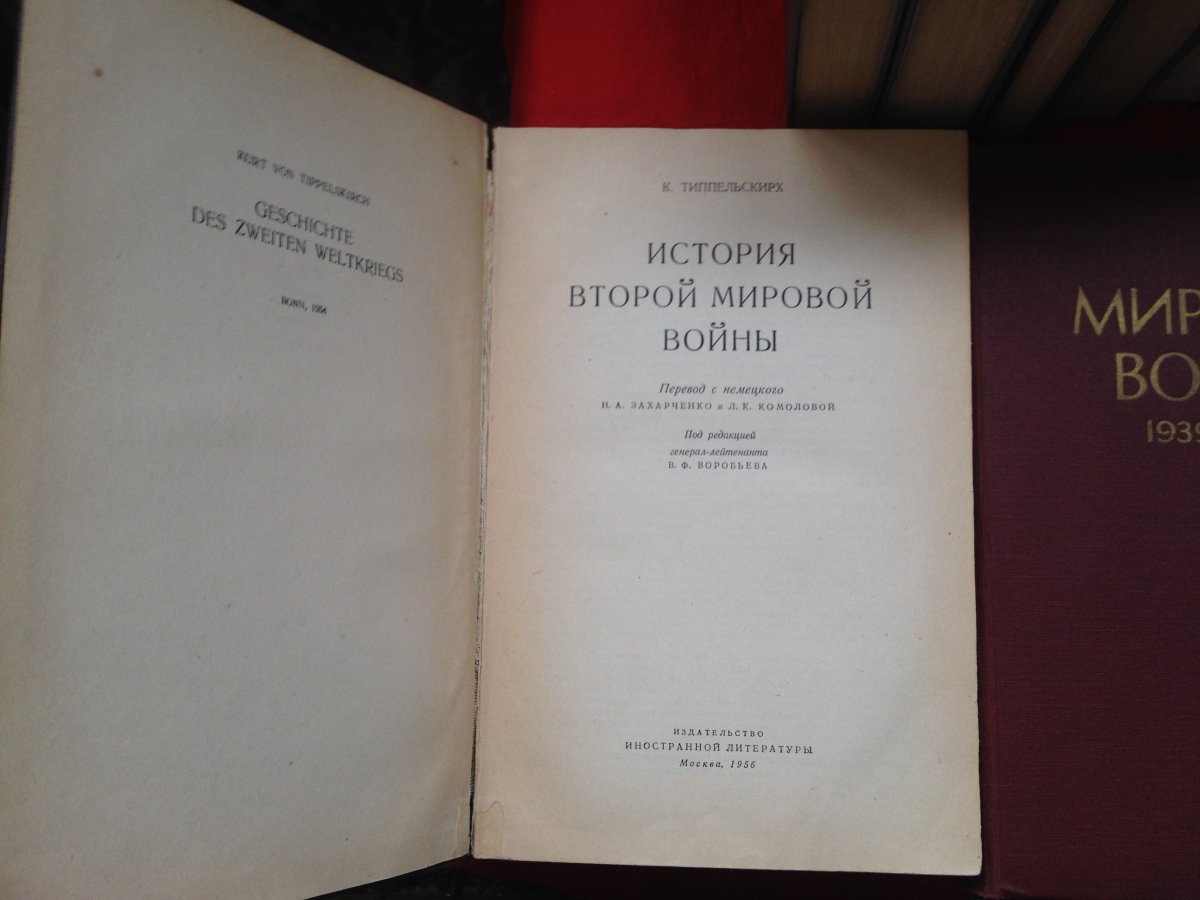 KURT VON TIPPELSKIRCH
GESCHICHTE
DES ZWEITEN WELTKRIEGS
BONN, 1954
К. ТИППЕЛЬСКИРХ
ИСТОРИЯ
ВТОРОЙ МИРОВОЙ
ВОЙНЫ
Перевод с немецкого
Н. А. ЗАХАРЧЕНКО и Л. К. КОМОЛОВОЙ
Под редакцией
генерал-лейтенанта
В. Ф. ВОРОБЬЕВА
ИЗДАТЕЛЬСТВО
ИНОСТРАННОЙ ЛИТЕРАТУРЫ
Москва, 1956
МИР
ВО
1939